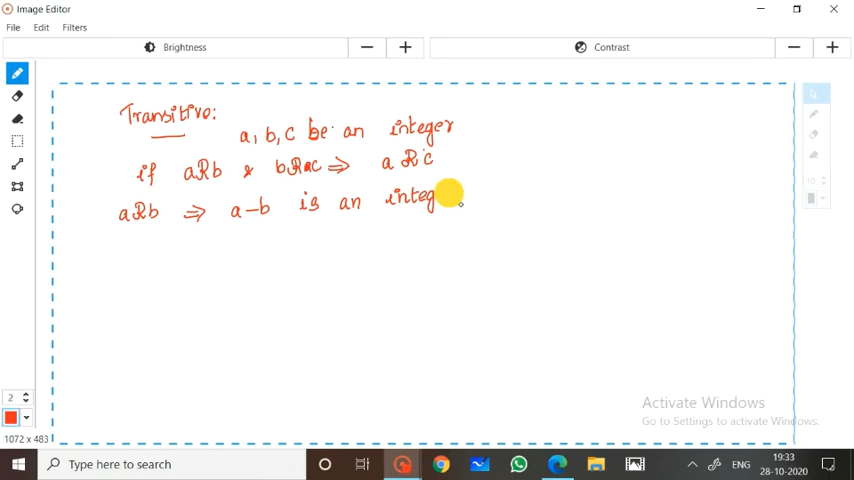 Image Editor
File Edit Filters
Brightness
Contrast
Transitive:
a, b, c be an integer
if aRb & bRc ⇒ aRc
aRb ⇒ a-b is an integ
10
2
1072 x 483
Activate Windows
Go to Settings to activate Windows.
Type here to search
ENG
19:33
28-10-2020